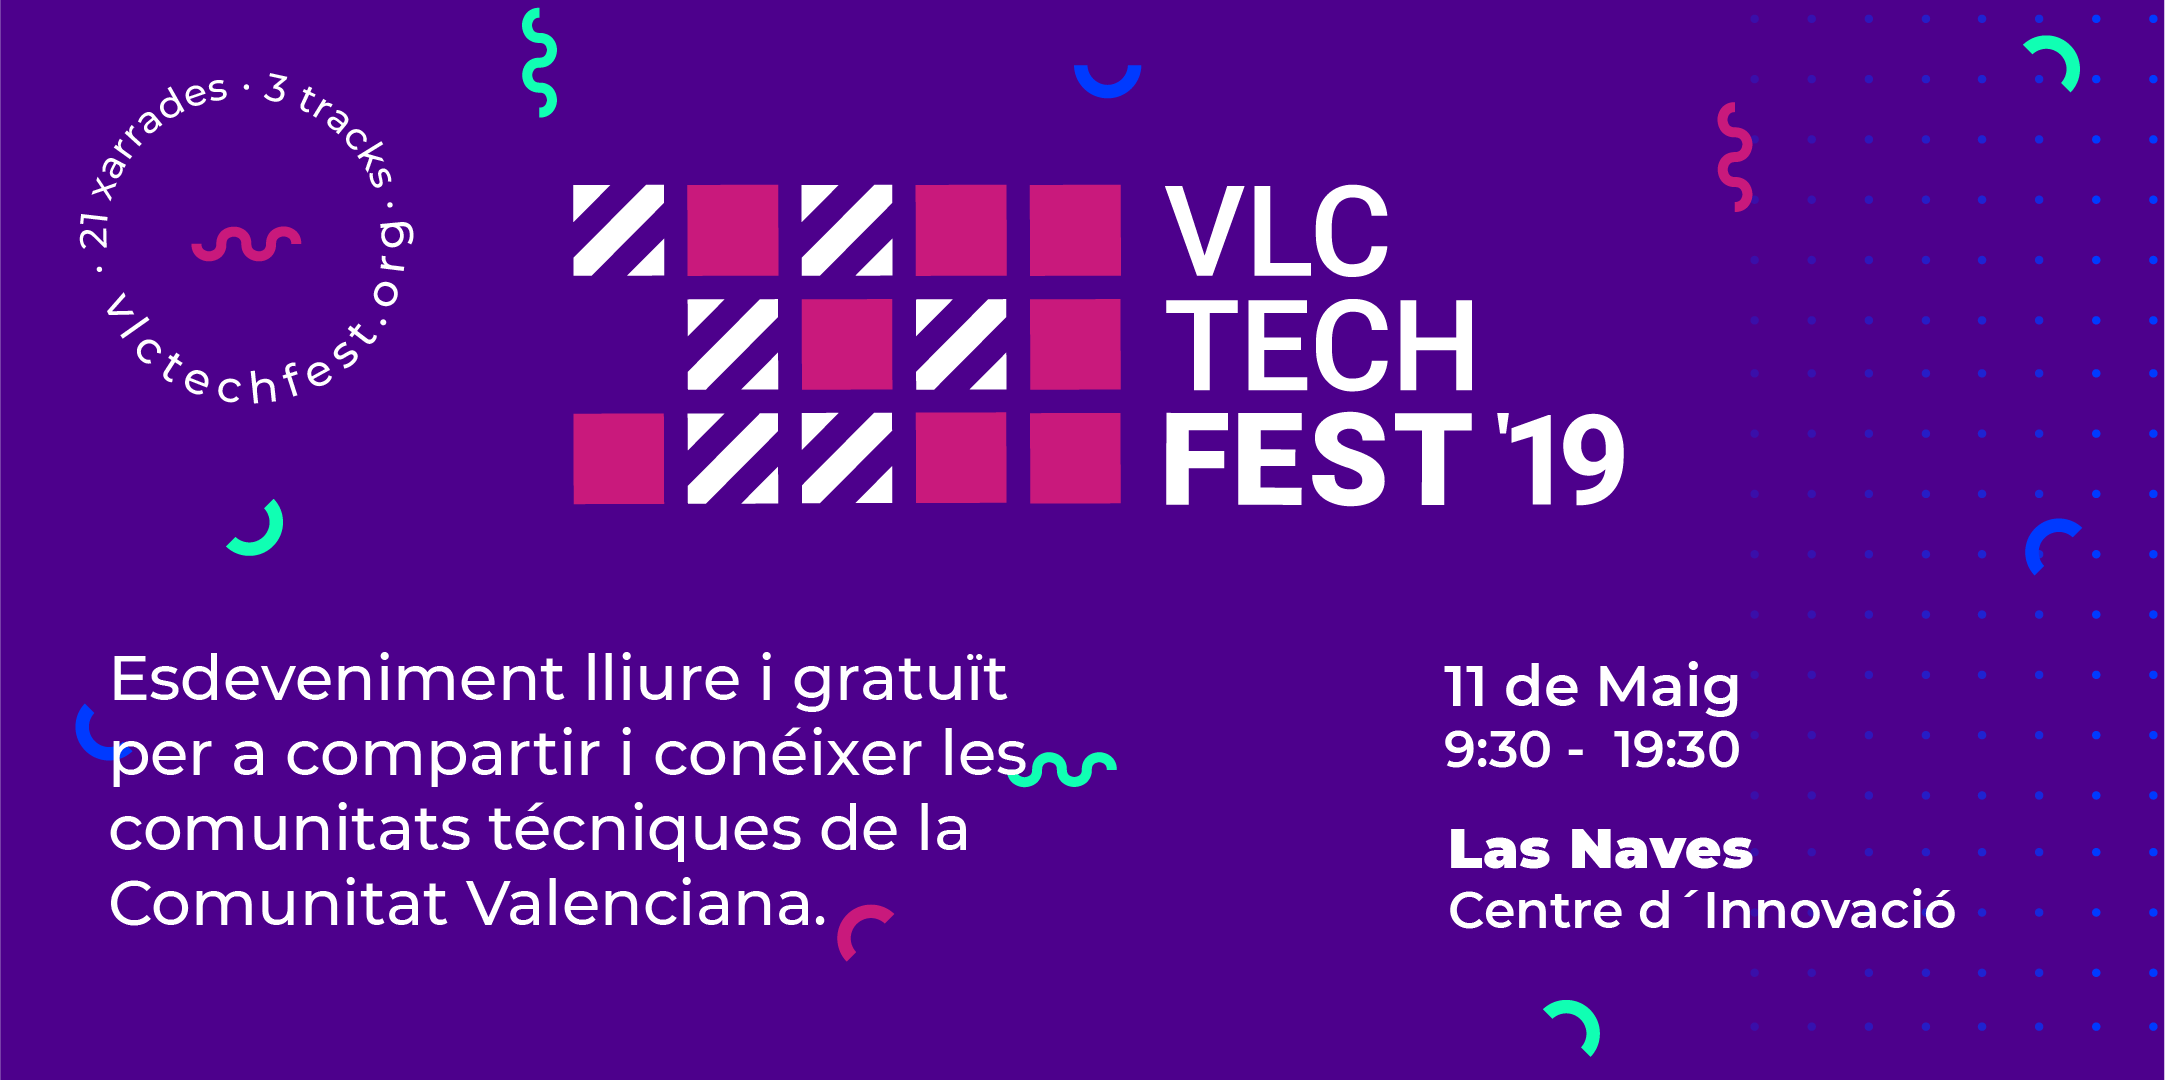 · 21 xarrades · 3 tracks ·
vlctechfest.org
VLC
TECH
FEST '19
Esdeveniment lliure i gratuït
per a compartir i conéixer les
comunitats técniques de la
Comunitat Valenciana.
11 de Maig
9:30 - 19:30
Las Naves
Centre d´Innovació